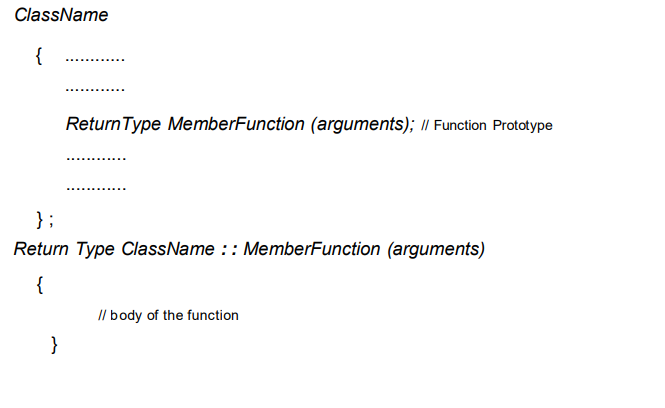 ClassName
{ ............
............
ReturnType MemberFunction (arguments); // Function Prototype
............
............
} ;
Return Type ClassName : : MemberFunction (arguments)
{
// body of the function
}